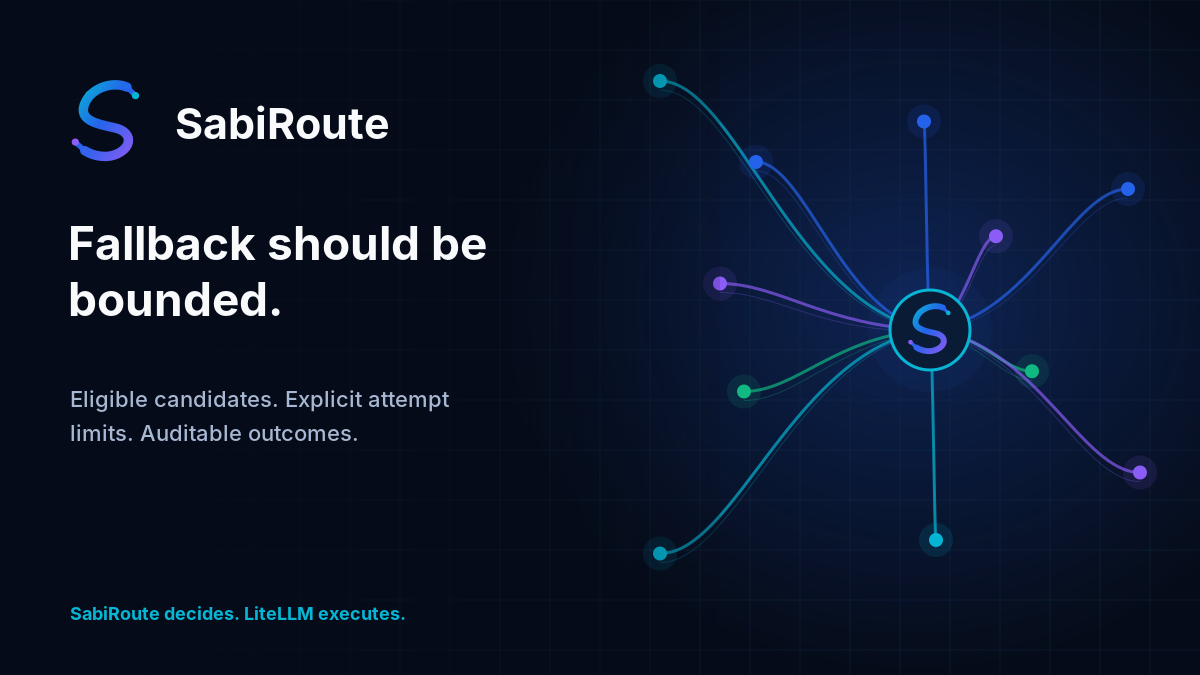 SabiRoute
Fallback should be
bounded.
Eligible candidates. Explicit attempt
limits. Auditable outcomes.
SabiRoute decides. LiteLLM executes.